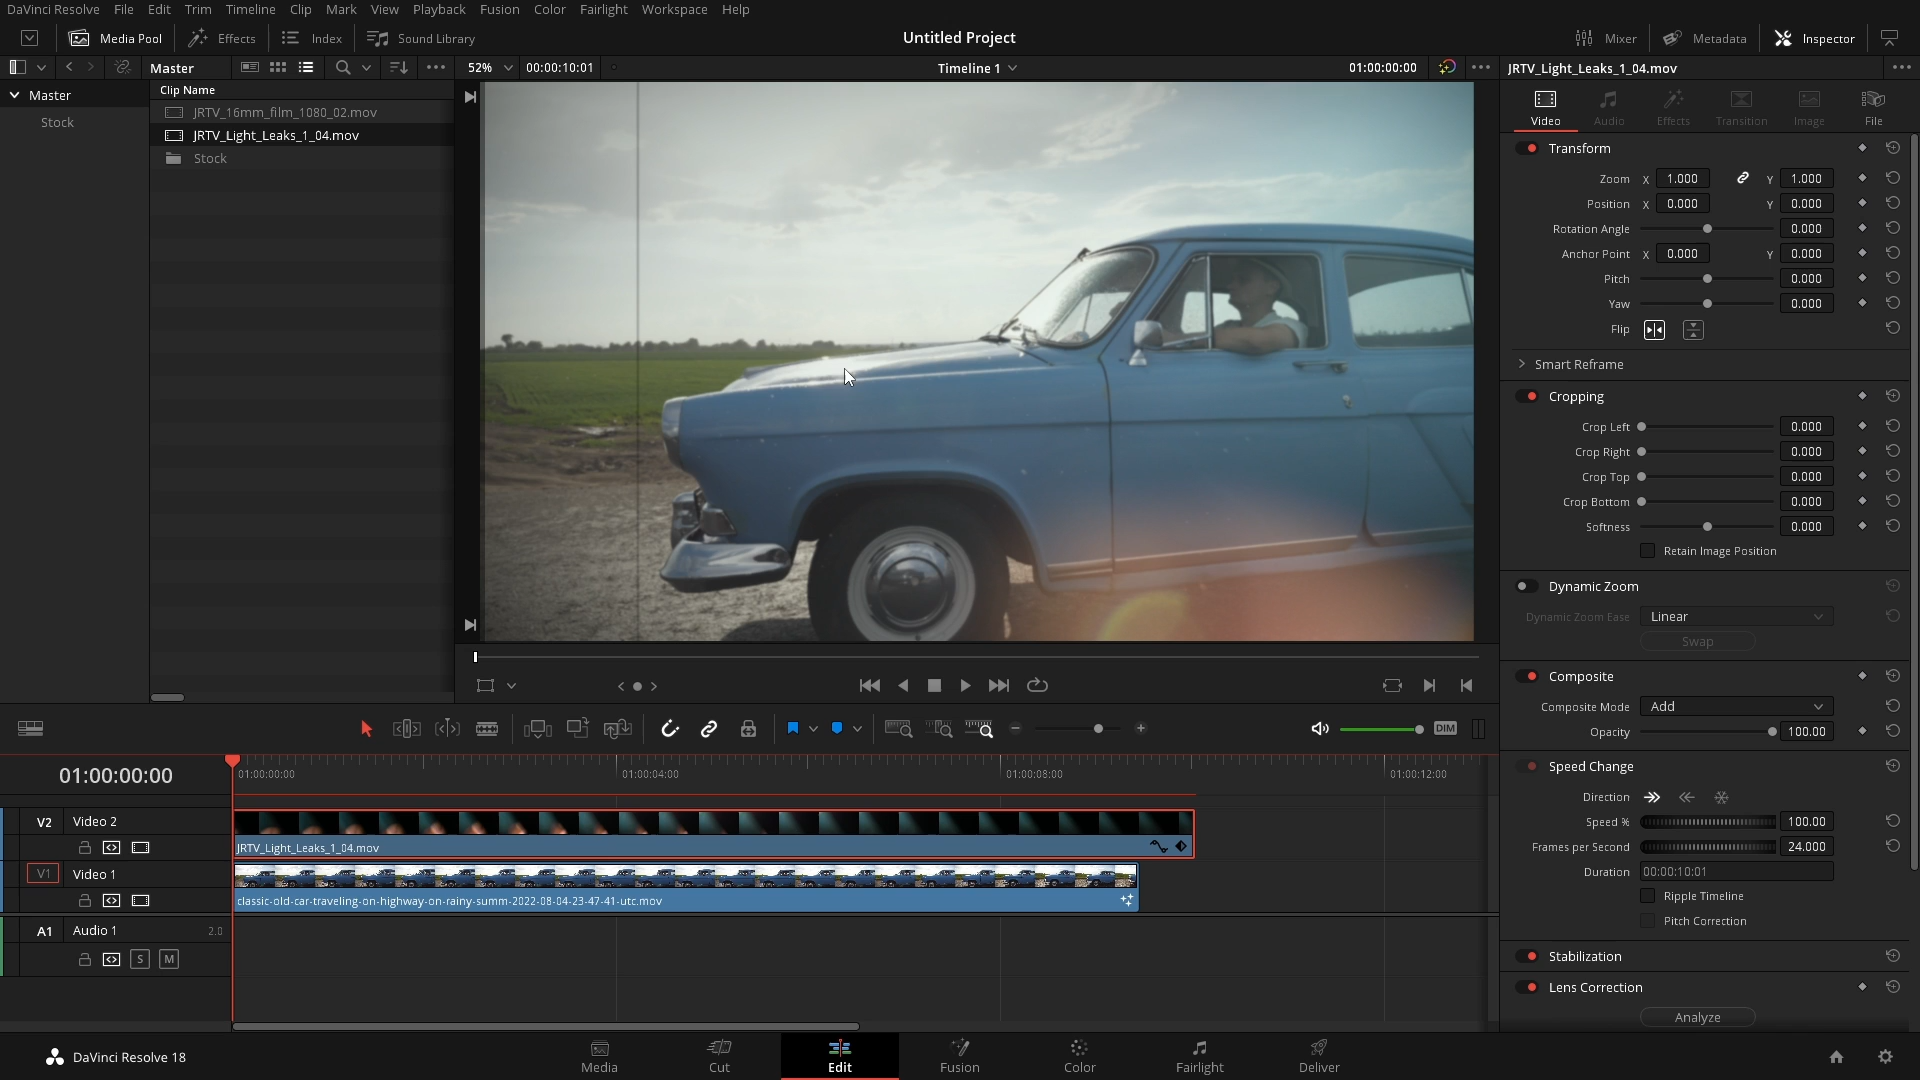 DaVinci Resolve File Edit Trim Timeline Clip Mark View Playback Fusion Color Fairlight Workspace Help
Media Pool Effects Index Sound Library Untitled Project Mixer Metadata Inspector
Master 52% 00:00:10:01 Timeline 1 01:00:00:00 JRTV_Light_Leaks_1_04.mov
Master
Stock
Clip Name
JRTV_16mm_film_1080_02.mov
JRTV_Light_Leaks_1_04.mov
Stock
Video Audio Effects Transition Image File
Transform
Zoom X 1.000 Y 1.000
Position X 0.000 Y 0.000
Rotation Angle 0.000
Anchor Point X 0.000 Y 0.000
Pitch 0.000
Yaw 0.000
Flip
Smart Reframe
Cropping
Crop Left 0.000
Crop Right 0.000
Crop Top 0.000
Crop Bottom 0.000
Softness 0.000
Retain Image Position
Dynamic Zoom
Dynamic Zoom Ease Linear
Swap
Composite
Composite Mode Add
Opacity 100.00
Speed Change
Direction
Speed % 100.00
Frames per Second 24.000
Duration 00:00:10:01
Ripple Timeline
Pitch Correction
Stabilization
Lens Correction
Analyze
DIM
01:00:00:00 01:00:00:00 01:00:04:00 01:00:08:00 01:00:12:00
V2 Video 2
JRTV_Light_Leaks_1_04.mov
V1 Video 1
classic-old-car-traveling-on-highway-on-rainy-summ-2022-08-04-23-47-41-utc.mov
A1 Audio 1 2.0
S M
DaVinci Resolve 18 Media Cut Edit Fusion Color Fairlight Deliver